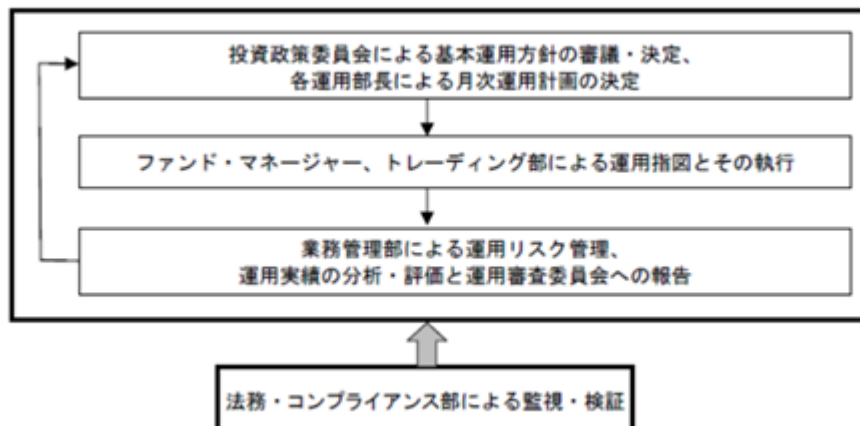 投資政策委員会による基本運用方針の審議・決定、
各運用部長による月次運用計画の決定
ファンド・マネージャー、トレーディング部による運用指図とその執行
業務管理部による運用リスク管理、
運用実績の分析・評価と運用審査委員会への報告
法務・コンプライアンス部による監視・検証